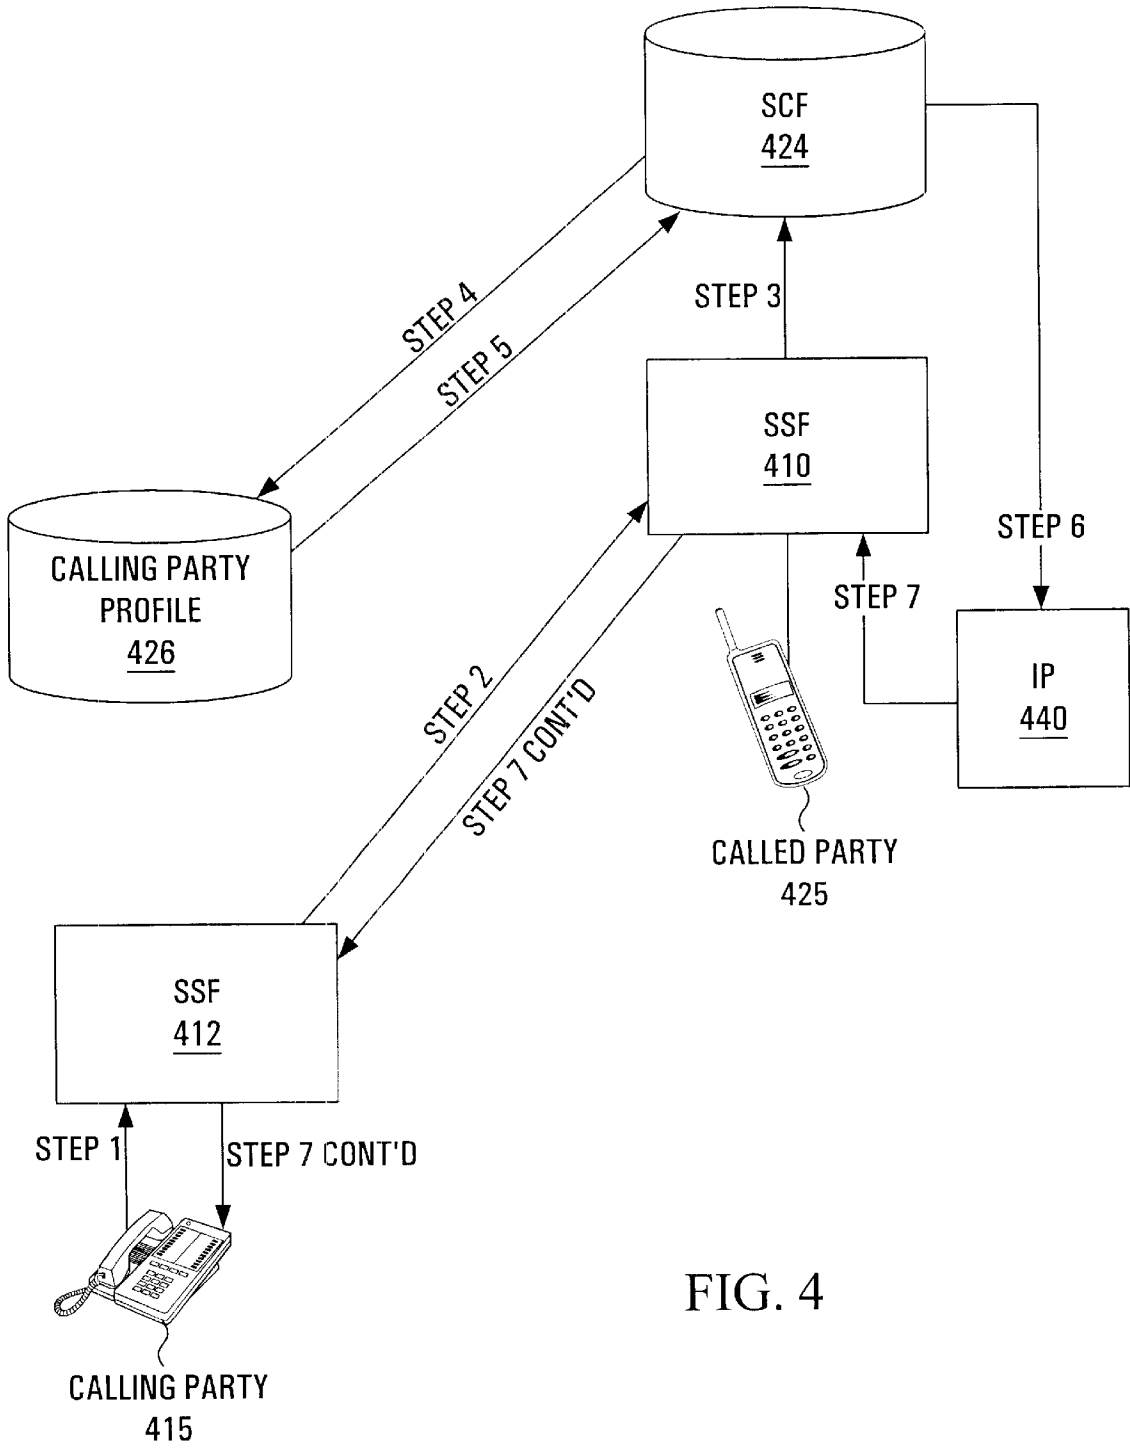 SCF
424
STEP 3
STEP 4
STEP 5
SSF
410
STEP 6
CALLING PARTY
PROFILE
426
STEP 7
IP
440
STEP 2
STEP 7 CONT'D
CALLED PARTY
425
SSF
412
STEP 1
STEP 7 CONT'D
FIG. 4
CALLING PARTY
415